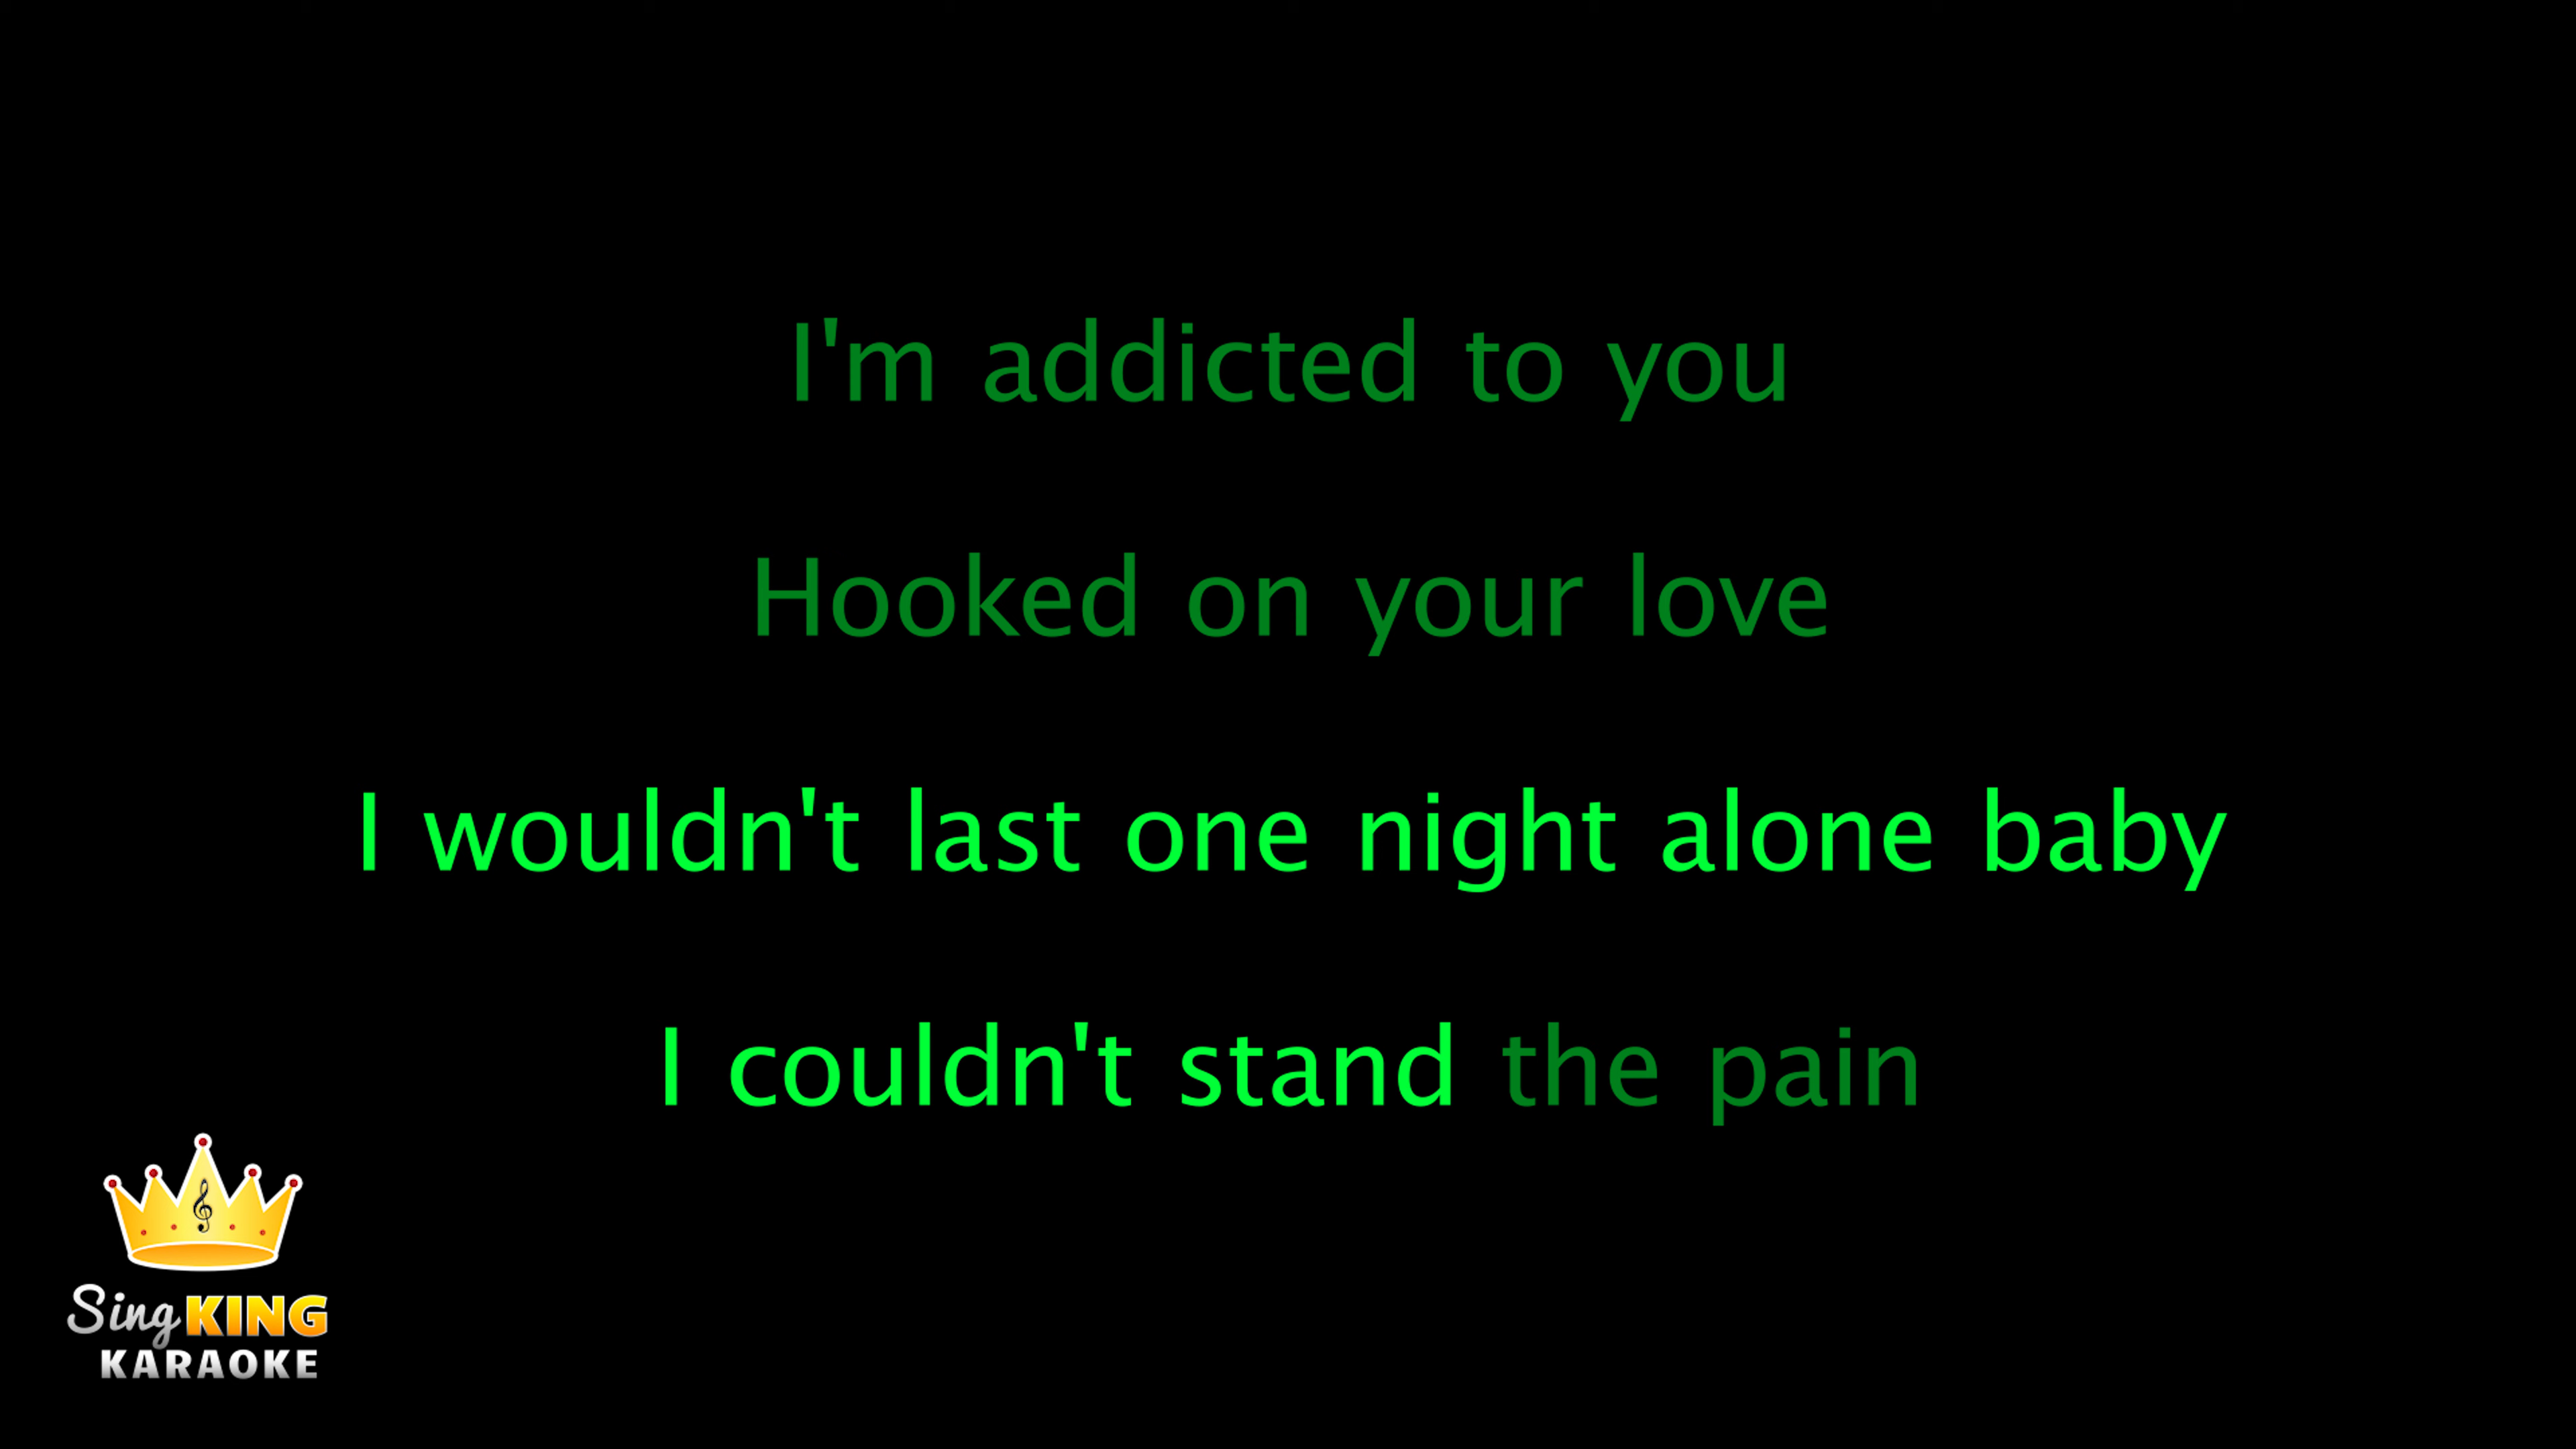 I'm addicted to you
Hooked on your love
I wouldn't last one night alone baby
I couldn't stand the pain
Sing KING
KARAOKE